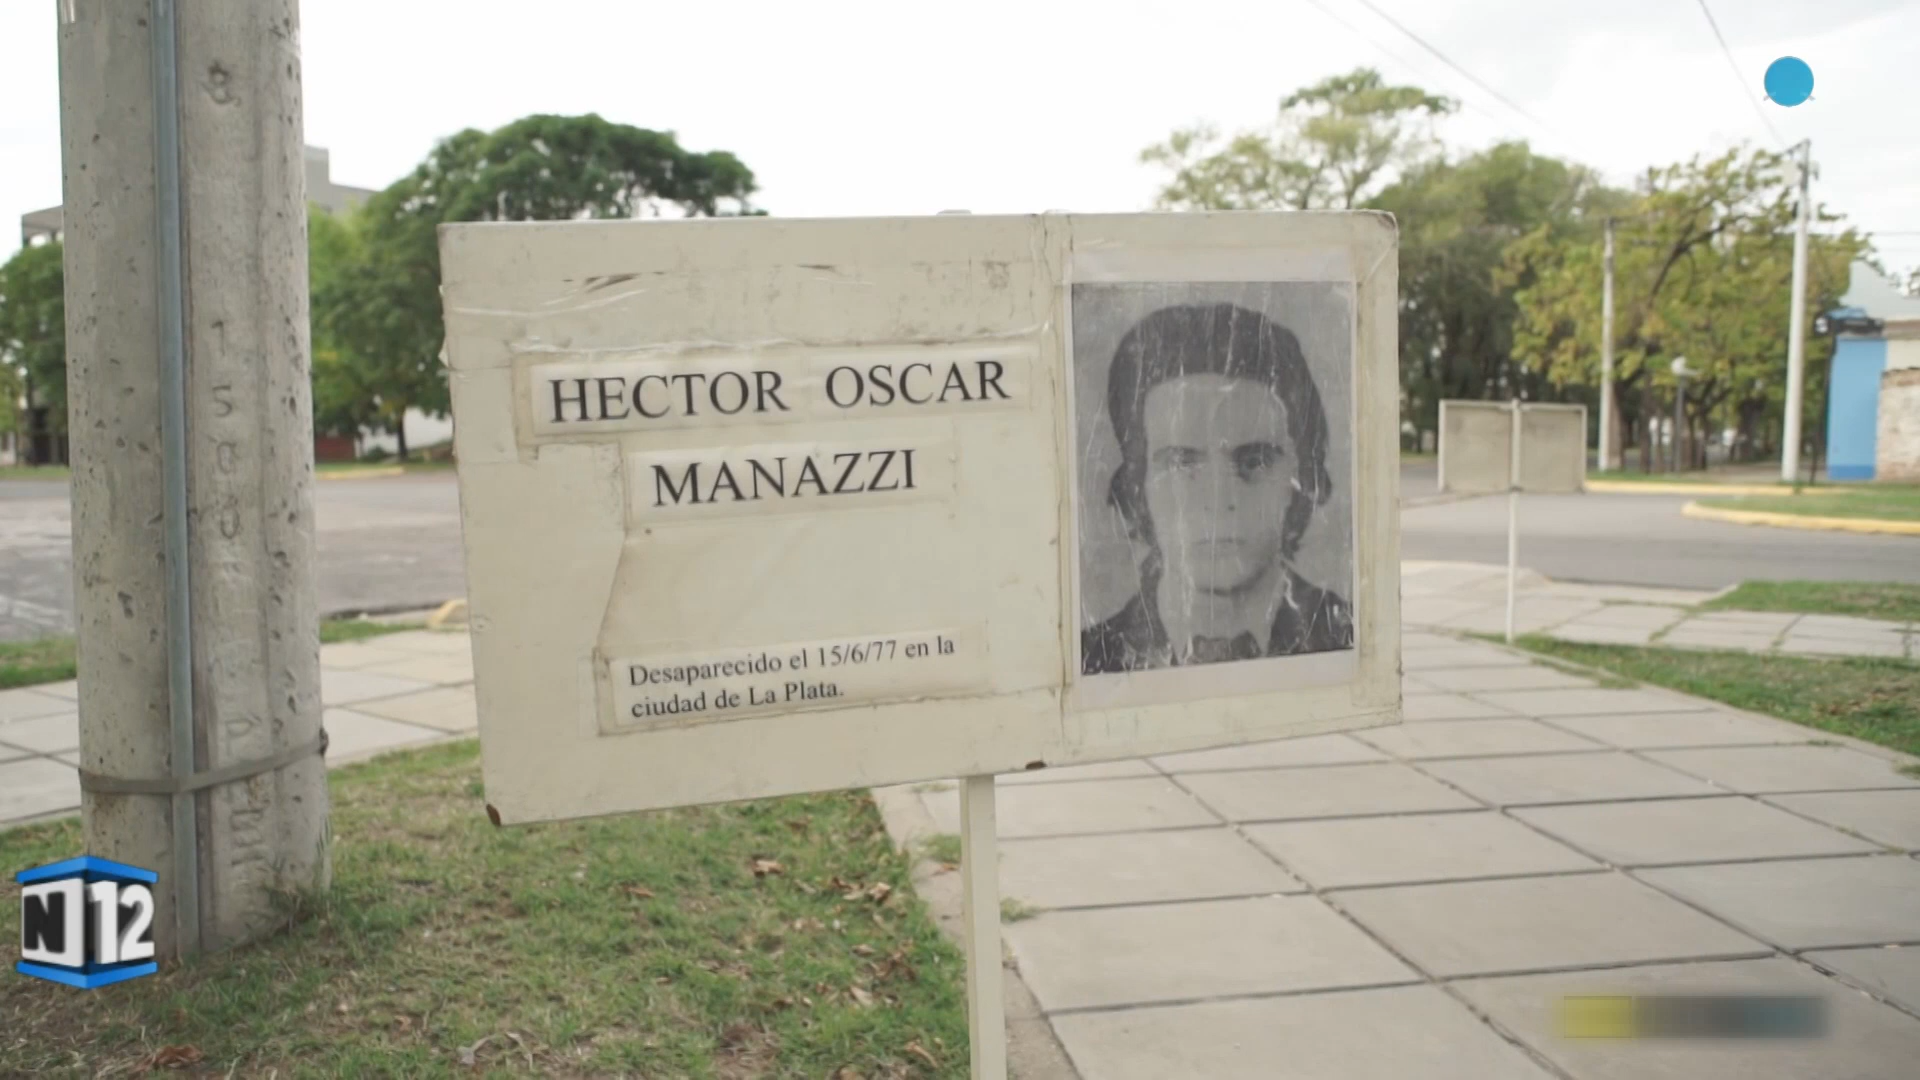 HECTOR OSCAR
MANAZZI
Desaparecido el 15/6/77 en la
ciudad de La Plata.
N12